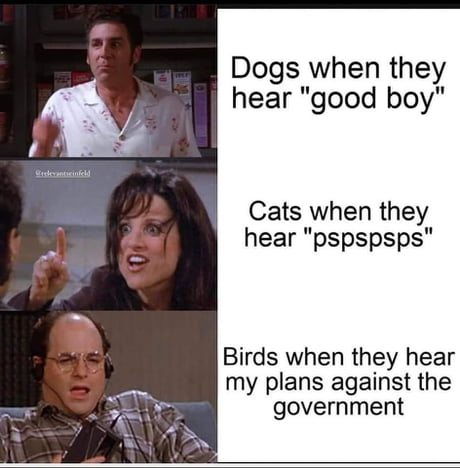 Dogs when they
hear "good boy"
@relevantseinfeld
Cats when they
hear "pspspsps"
Birds when they hear
my plans against the
government